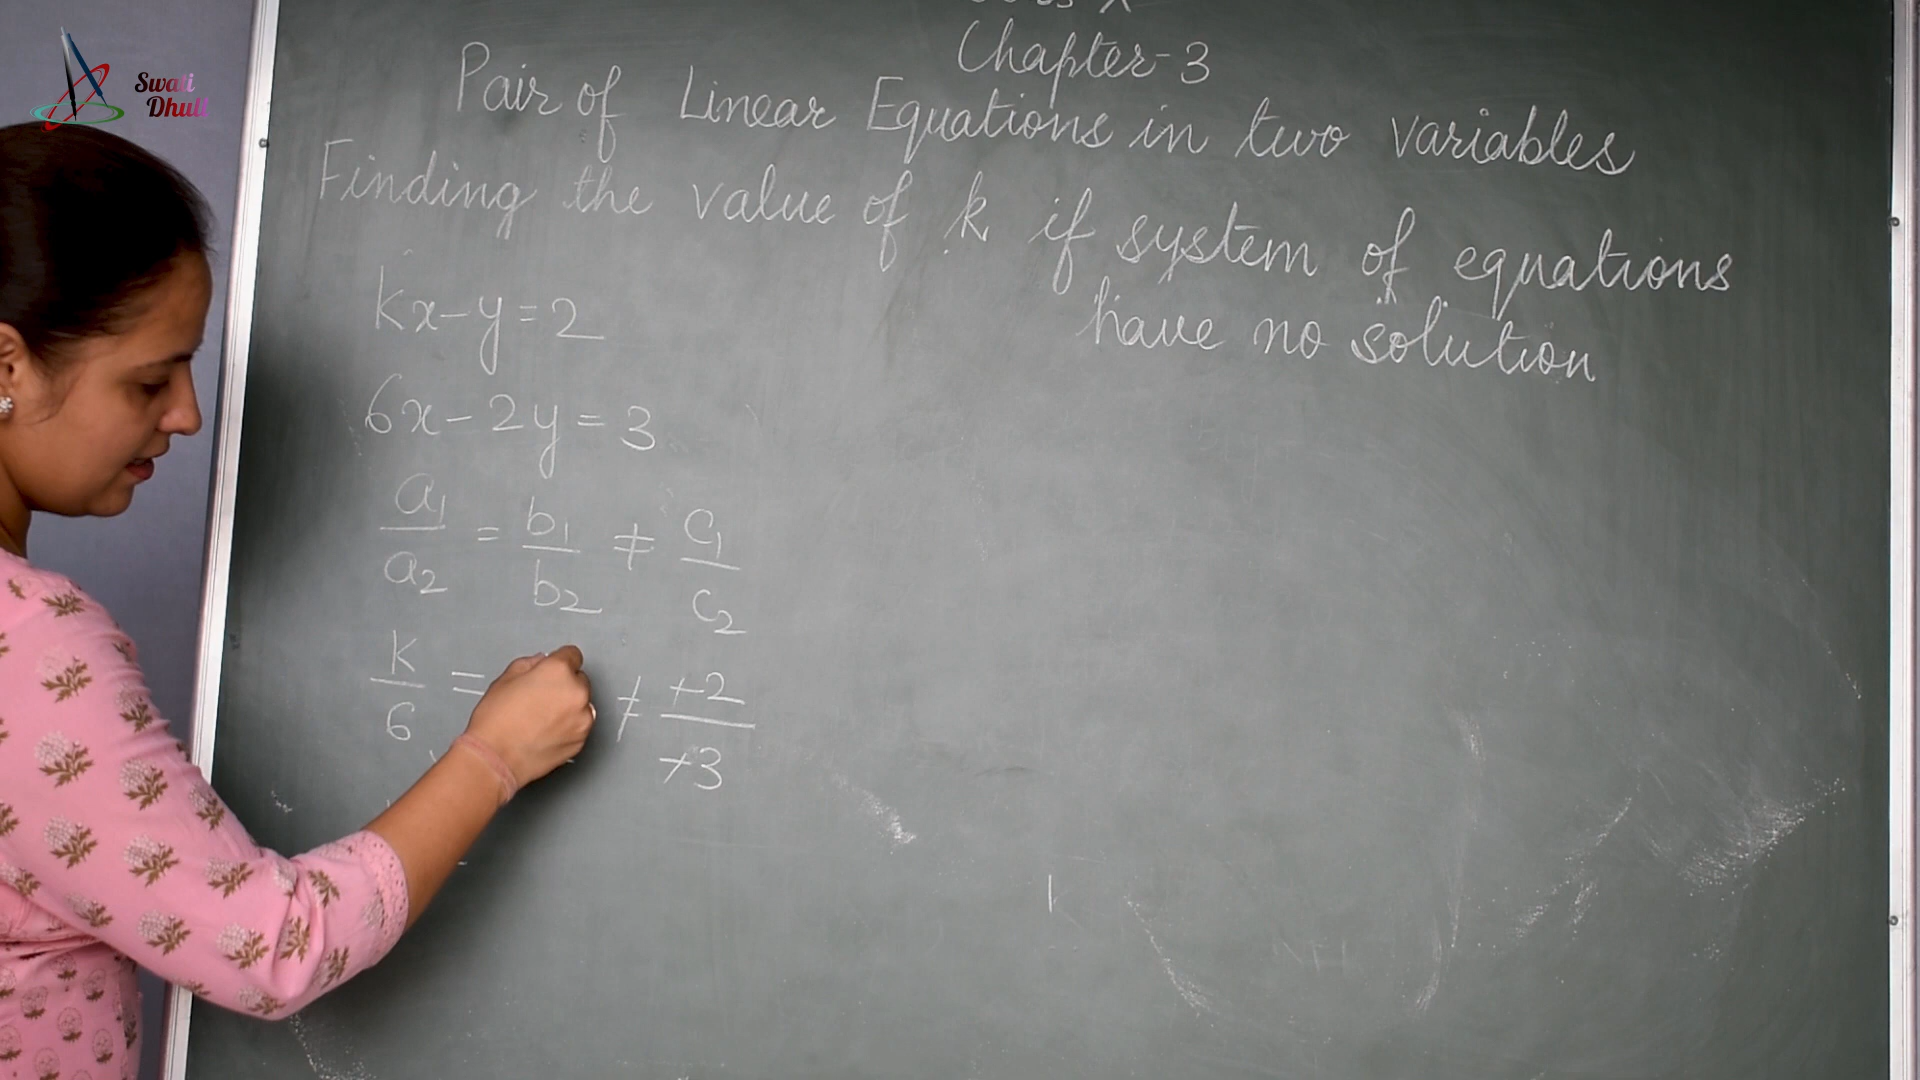 Swati
Dhull
Chapter-3
Pair of Linear Equations in two variables
Finding the value of k if system of equations
have no solution
kx-y=2
6x-2y=3
a1/a2 = b1/b2 ≠ c1/c2
k/6 = ≠ +2/+3